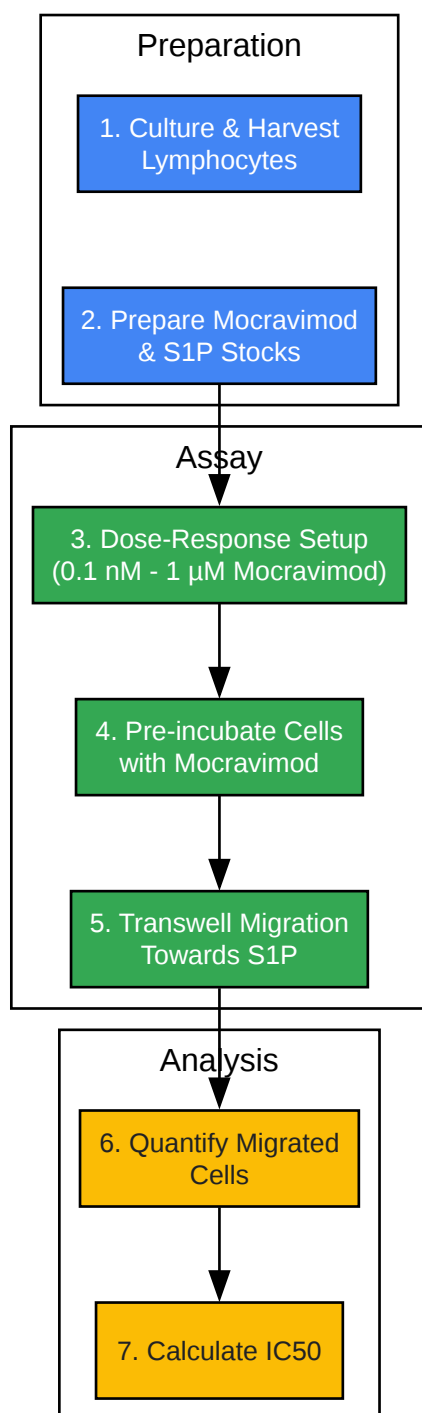 Preparation
1. Culture & Harvest
Lymphocytes
2. Prepare Mocravimod
& S1P Stocks
Assay
3. Dose-Response Setup
(0.1 nM - 1 µM Mocravimod)
4. Pre-incubate Cells
with Mocravimod
5. Transwell Migration
Towards S1P
Analysis
6. Quantify Migrated
Cells
7. Calculate IC50